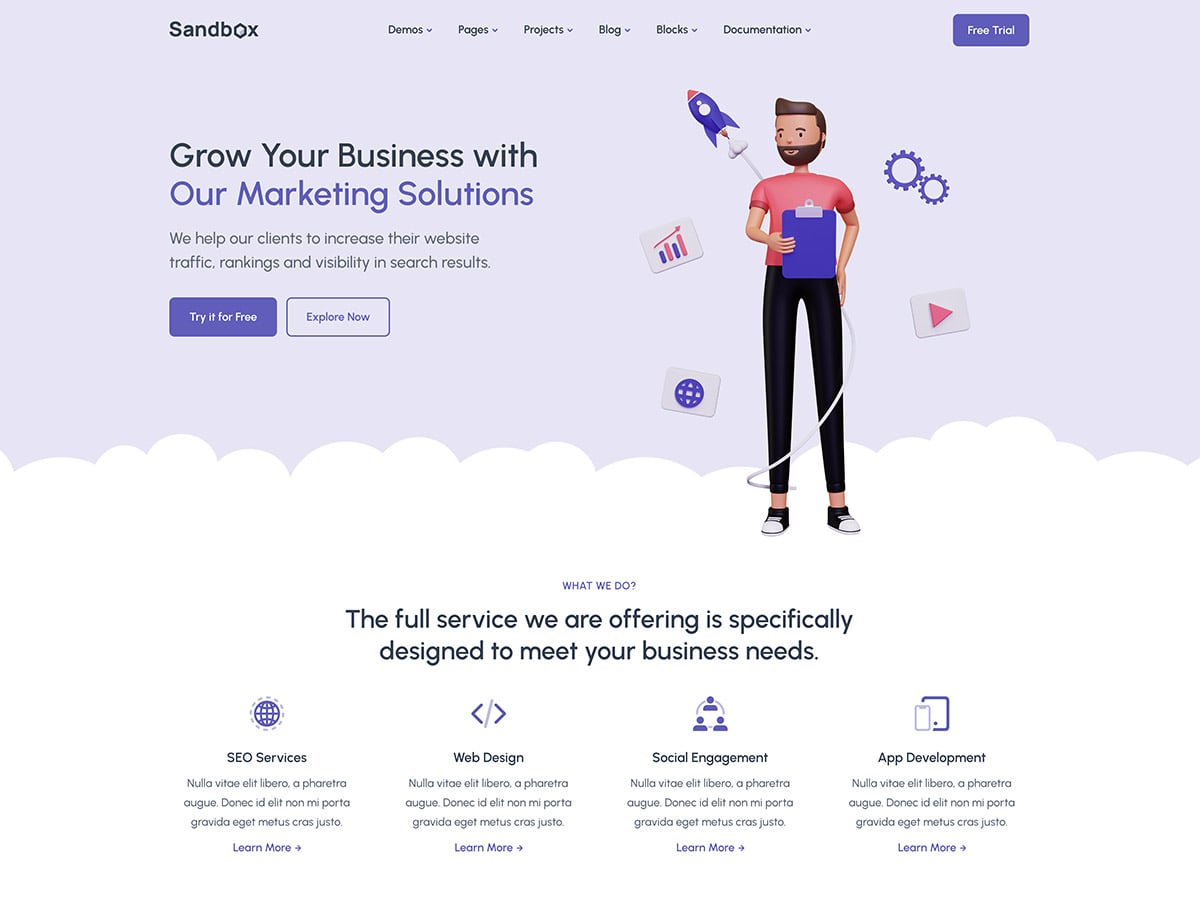 Sandbox
Demos Pages Projects Blog Blocks Documentation
Free Trial
Grow Your Business with
Our Marketing Solutions
We help our clients to increase their website
traffic, rankings and visibility in search results.
Try it for Free
Explore Now
WHAT WE DO?
The full service we are offering is specifically
designed to meet your business needs.
SEO Services
Nulla vitae elit libero, a pharetra
augue. Donec id elit non mi porta
gravida eget metus cras justo.
Learn More →
Web Design
Nulla vitae elit libero, a pharetra
augue. Donec id elit non mi porta
gravida eget metus cras justo.
Learn More →
Social Engagement
Nulla vitae elit libero, a pharetra
augue. Donec id elit non mi porta
gravida eget metus cras justo.
Learn More →
App Development
Nulla vitae elit libero, a pharetra
augue. Donec id elit non mi porta
gravida eget metus cras justo.
Learn More →